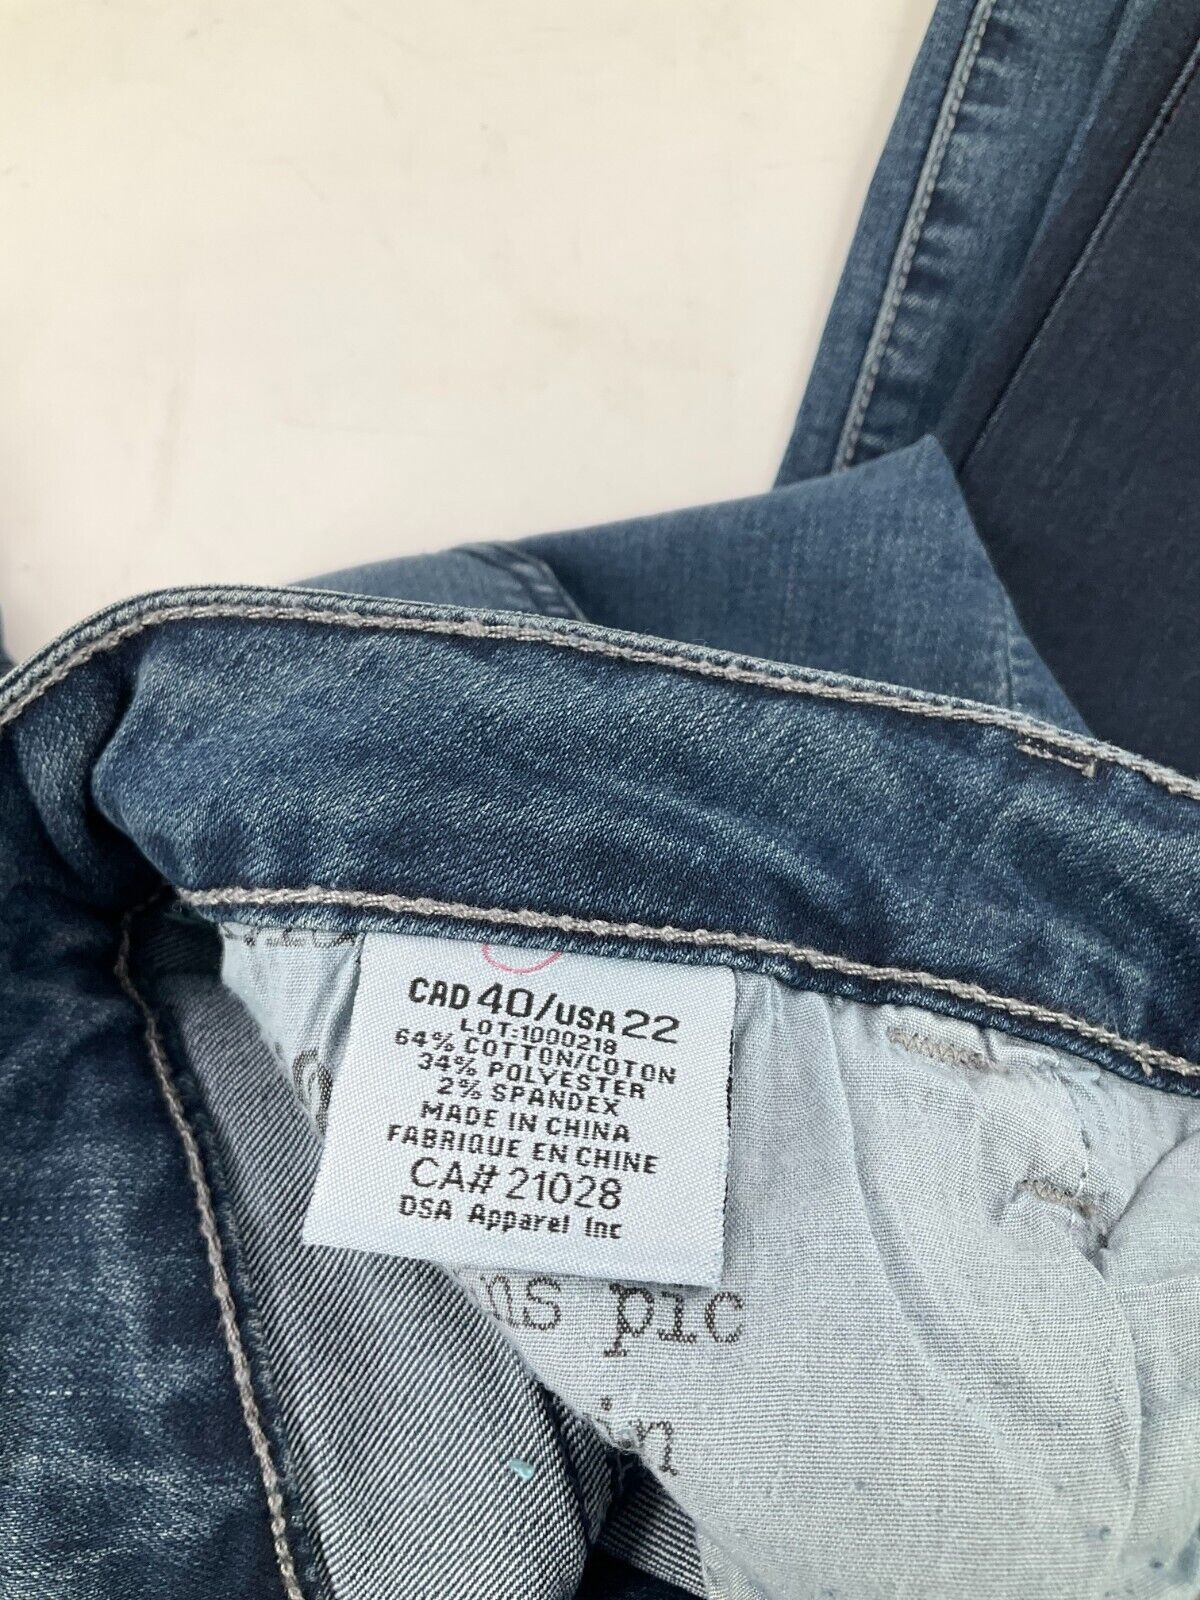 CAD 40/USA 22
LOT:1000218
64% COTTON/COTON
34% POLYESTER
2% SPANDEX
MADE IN CHINA
FABRIQUE EN CHINE
CA# 21028
DSA Apparel Inc
ns pic
in